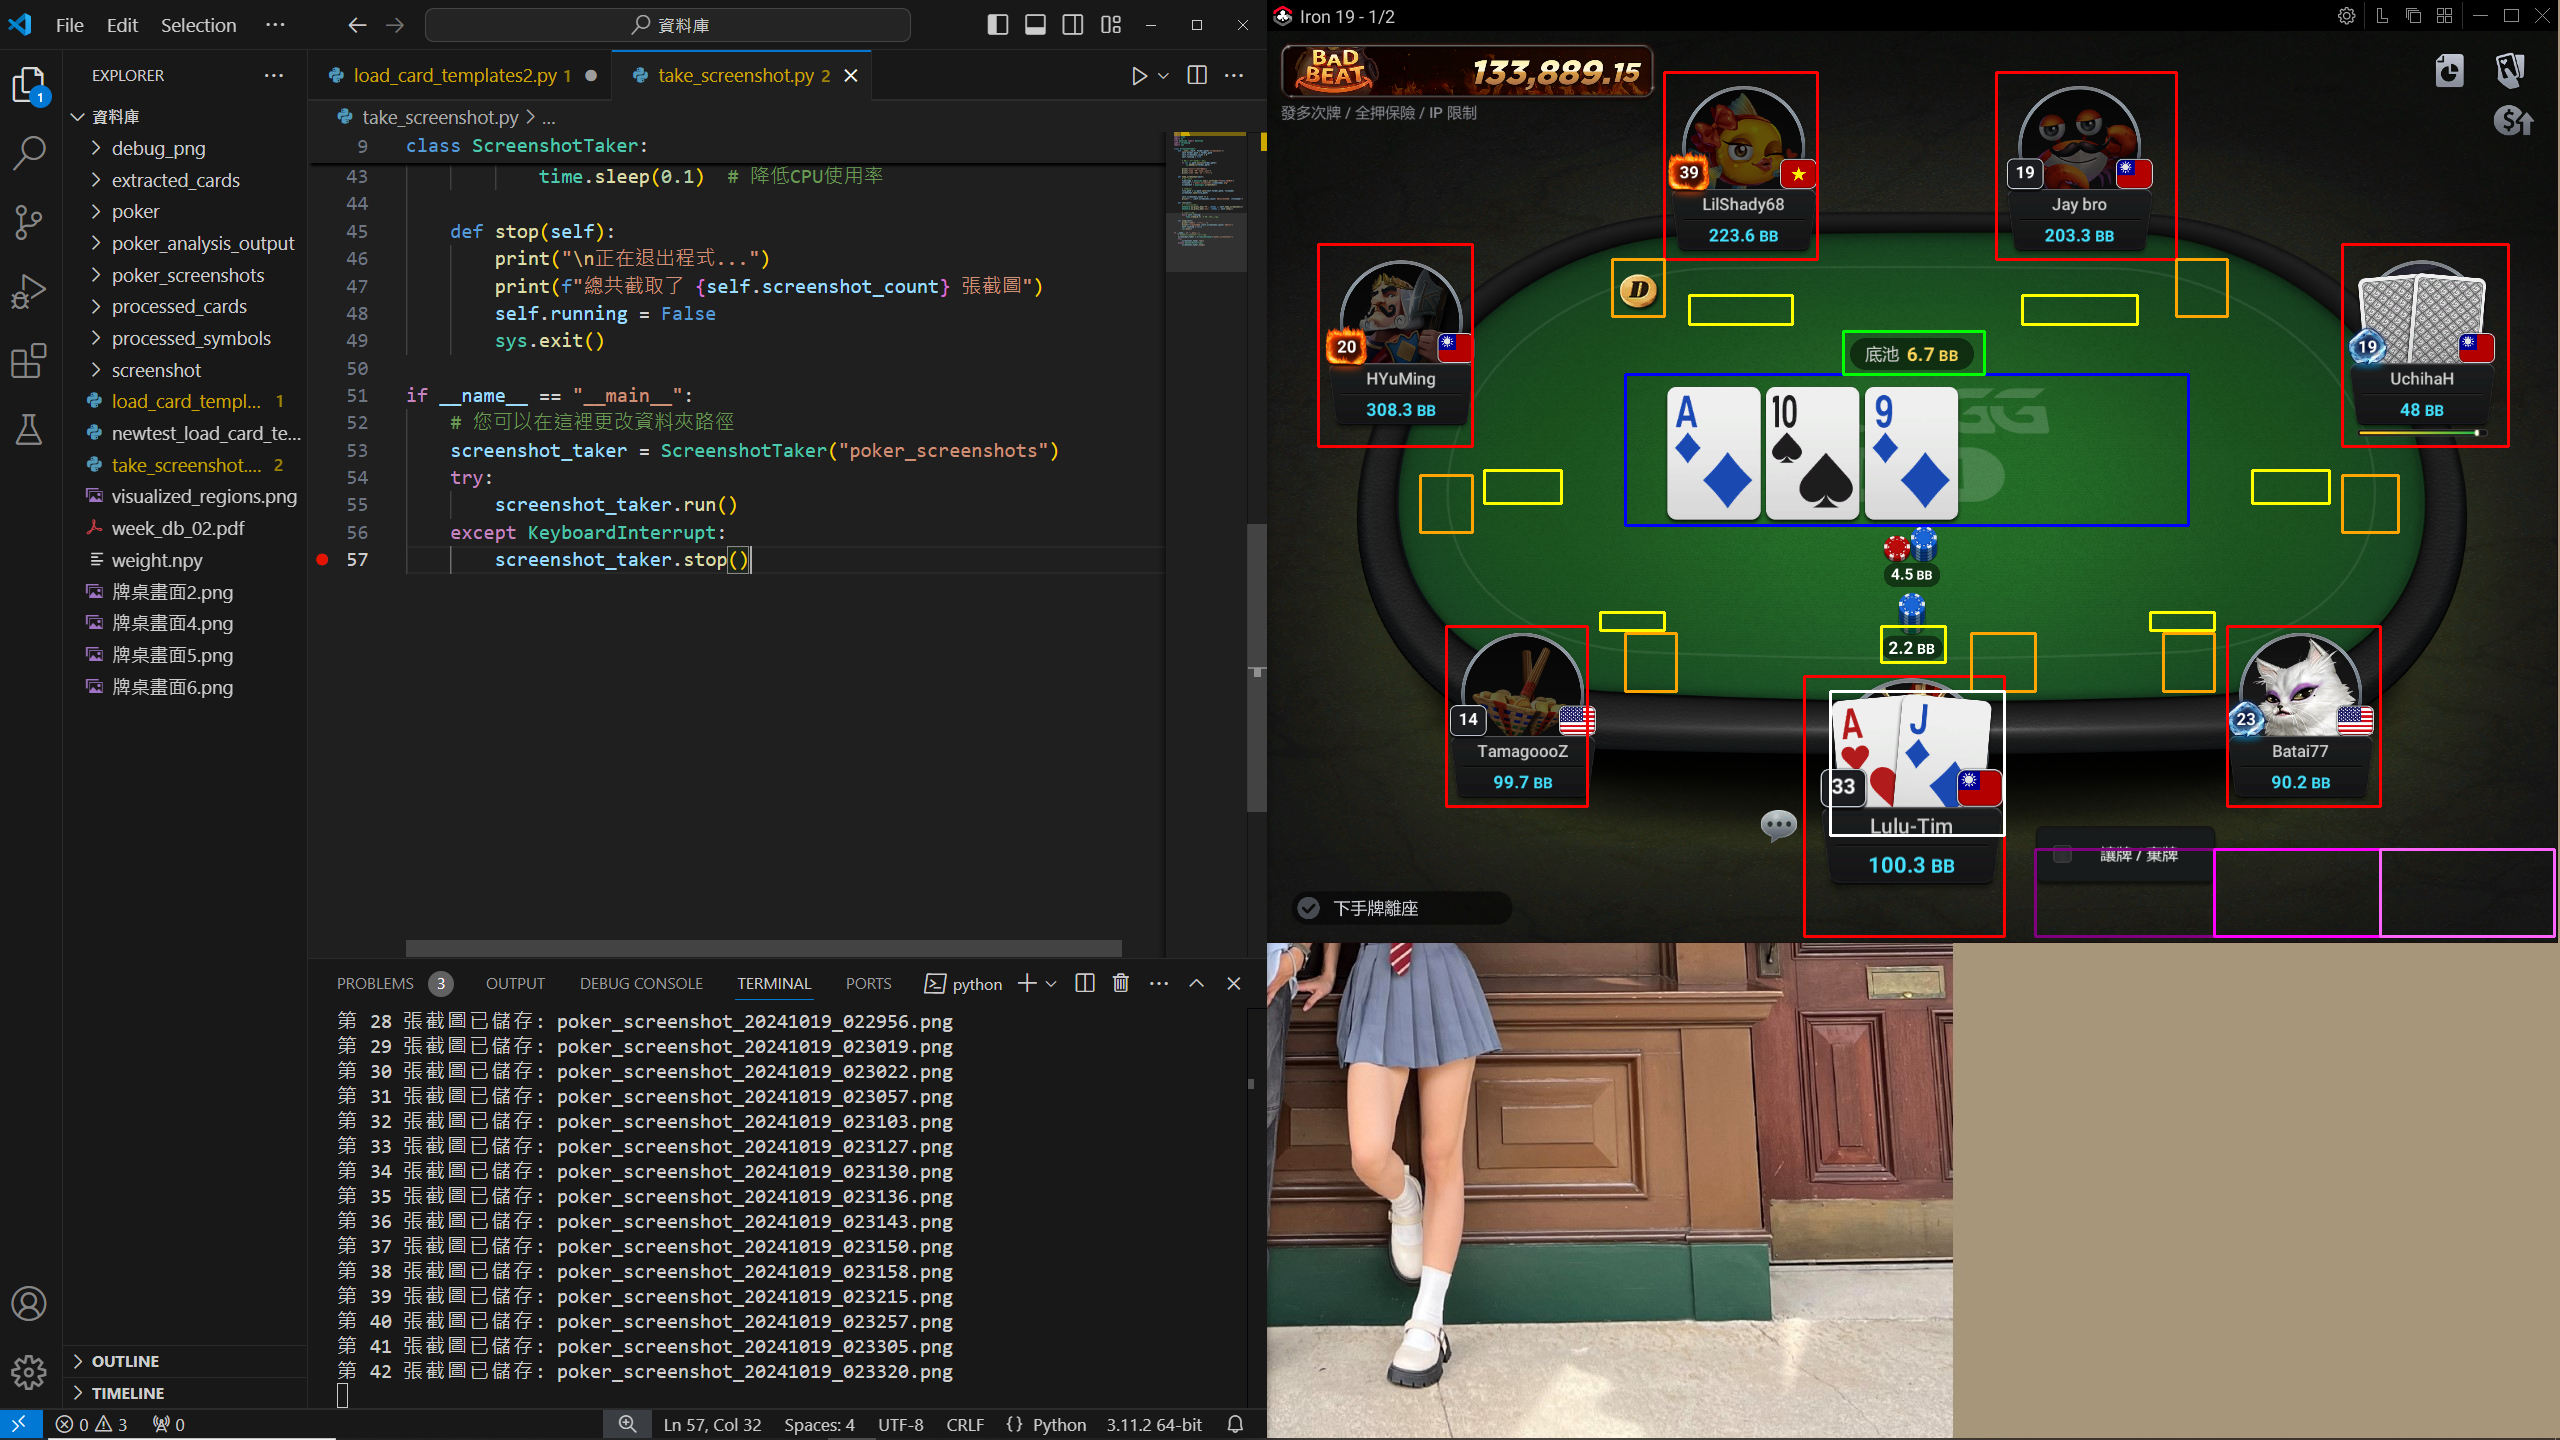 File Edit Selection ···
資料庫
EXPLORER ···
資料庫
debug_png
extracted_cards
poker
poker_analysis_output
poker_screenshots
processed_cards
processed_symbols
screenshot
load_card_templ... 1
newtest_load_card_te...
take_screenshot.... 2
visualized_regions.png
week_db_02.pdf
weight.npy
牌桌畫面2.png
牌桌畫面4.png
牌桌畫面5.png
牌桌畫面6.png
OUTLINE
TIMELINE
1
load_card_templates2.py 1
take_screenshot.py 2
take_screenshot.py > ...
9 class ScreenshotTaker:
43 time.sleep(0.1) # 降低CPU使用率
44
45 def stop(self):
46 print("\n正在退出程式...")
47 print(f"總共截取了 {self.screenshot_count} 張截圖")
48 self.running = False
49 sys.exit()
50
51 if __name__ == "__main__":
52 # 您可以在這裡更改資料夾路徑
53 screenshot_taker = ScreenshotTaker("poker_screenshots")
54 try:
55 screenshot_taker.run()
56 except KeyboardInterrupt:
57 screenshot_taker.stop()
PROBLEMS 3 OUTPUT DEBUG CONSOLE TERMINAL PORTS python
第 28 張截圖已儲存: poker_screenshot_20241019_022956.png
第 29 張截圖已儲存: poker_screenshot_20241019_023019.png
第 30 張截圖已儲存: poker_screenshot_20241019_023022.png
第 31 張截圖已儲存: poker_screenshot_20241019_023057.png
第 32 張截圖已儲存: poker_screenshot_20241019_023103.png
第 33 張截圖已儲存: poker_screenshot_20241019_023127.png
第 34 張截圖已儲存: poker_screenshot_20241019_023130.png
第 35 張截圖已儲存: poker_screenshot_20241019_023136.png
第 36 張截圖已儲存: poker_screenshot_20241019_023143.png
第 37 張截圖已儲存: poker_screenshot_20241019_023150.png
第 38 張截圖已儲存: poker_screenshot_20241019_023158.png
第 39 張截圖已儲存: poker_screenshot_20241019_023215.png
第 40 張截圖已儲存: poker_screenshot_20241019_023257.png
第 41 張截圖已儲存: poker_screenshot_20241019_023305.png
第 42 張截圖已儲存: poker_screenshot_20241019_023320.png
0 3 0 Ln 57, Col 32 Spaces: 4 UTF-8 CRLF {} Python 3.11.2 64-bit
Iron 19 - 1/2
BAD BEAT 133,889.15
發多次牌 / 全押保險 / IP 限制
39
LilShady68
223.6 BB
19
Jay bro
203.3 BB
20
HYuMing
308.3 BB
19
UchihaH
48 BB
D
底池 6.7 BB
A 10 9
4.5 BB
2.2 BB
14
TamagoooZ
99.7 BB
A J
33
Lulu-Tim
100.3 BB
23
Batai77
90.2 BB
讓牌 / 棄牌
下手牌離座